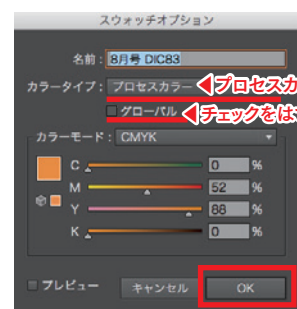 スウォッチオプション
名前： 8月号 DIC83
カラータイプ： プロセスカラー プロセスカ
グローバル チェックをは
カラーモード： CMYK
C 0 %
M 52 %
Y 88 %
K 0 %
プレビュー キャンセル OK